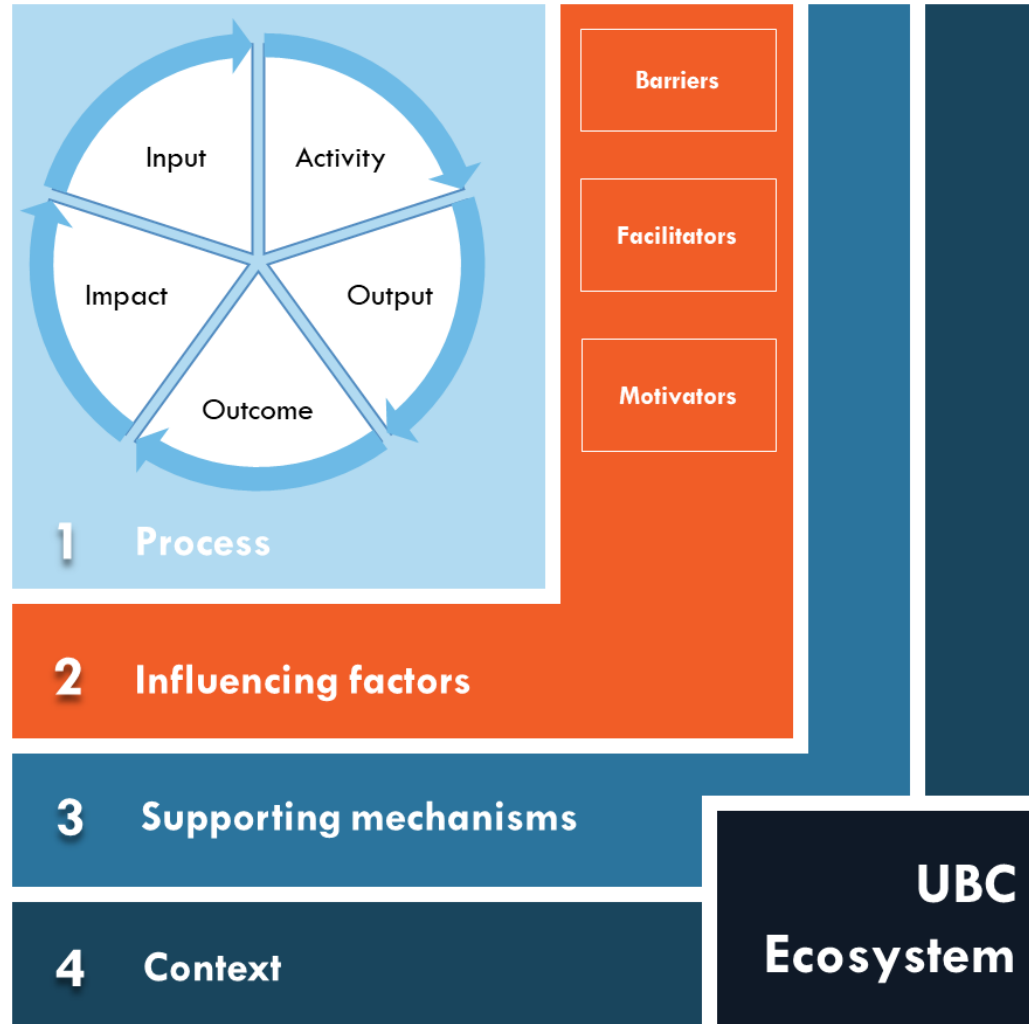 Input
Activity
Impact
Output
Outcome
1 Process
Barriers
Facilitators
Motivators
2 Influencing factors
3 Supporting mechanisms
4 Context
UBC
Ecosystem